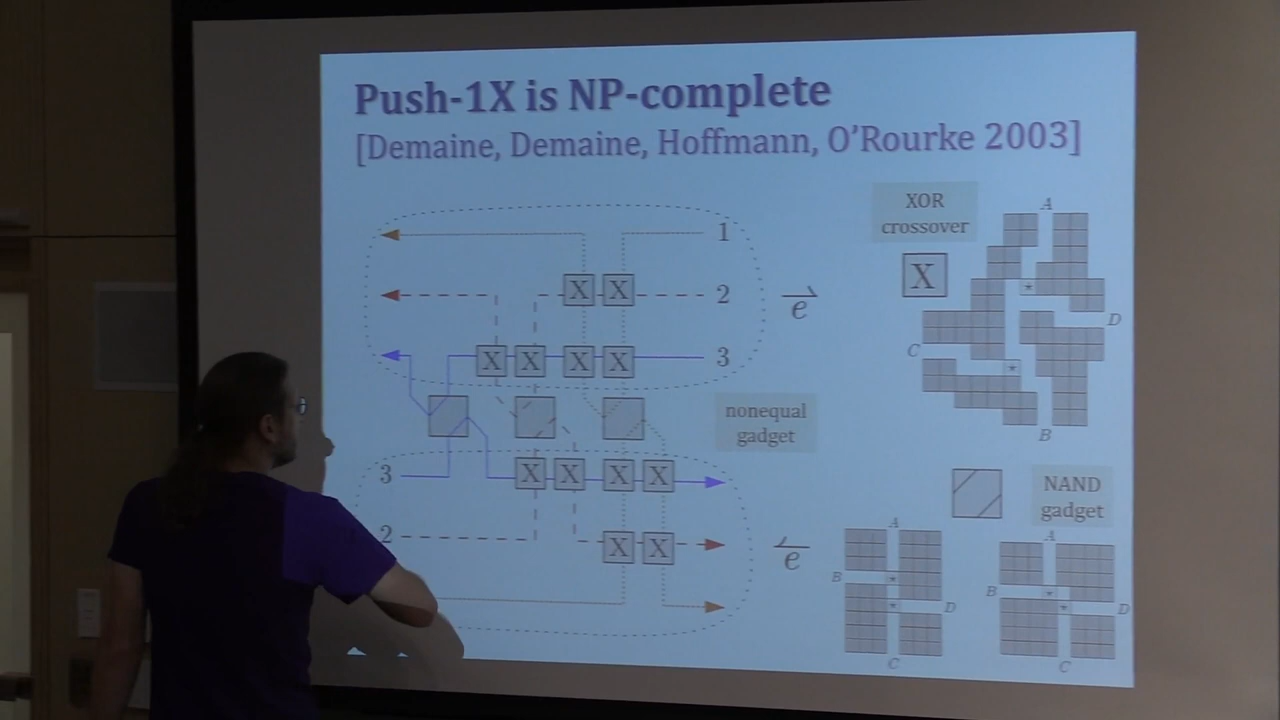 Push-1X is NP-complete
[Demaine, Demaine, Hoffmann, O'Rourke 2003]
1
X X 2
X X X X 3
e
nonequal
gadget
3 X X X X
2 X X
e
XOR
crossover
X
A
D
C
B
NAND
gadget
A
B
D
C
A
B
D
C